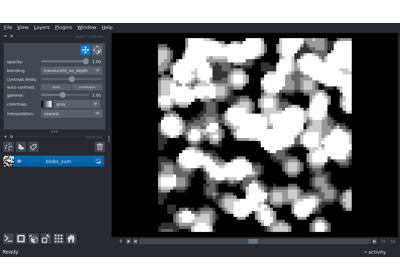 File View Layers Plugins Window Help
opacity: 1.00
blending: translucent_no_depth
contrast limits:
auto-contrast: once continuous
gamma: 1.00
colormap: gray
interpolation: nearest
blobs_sum
Ready
activity